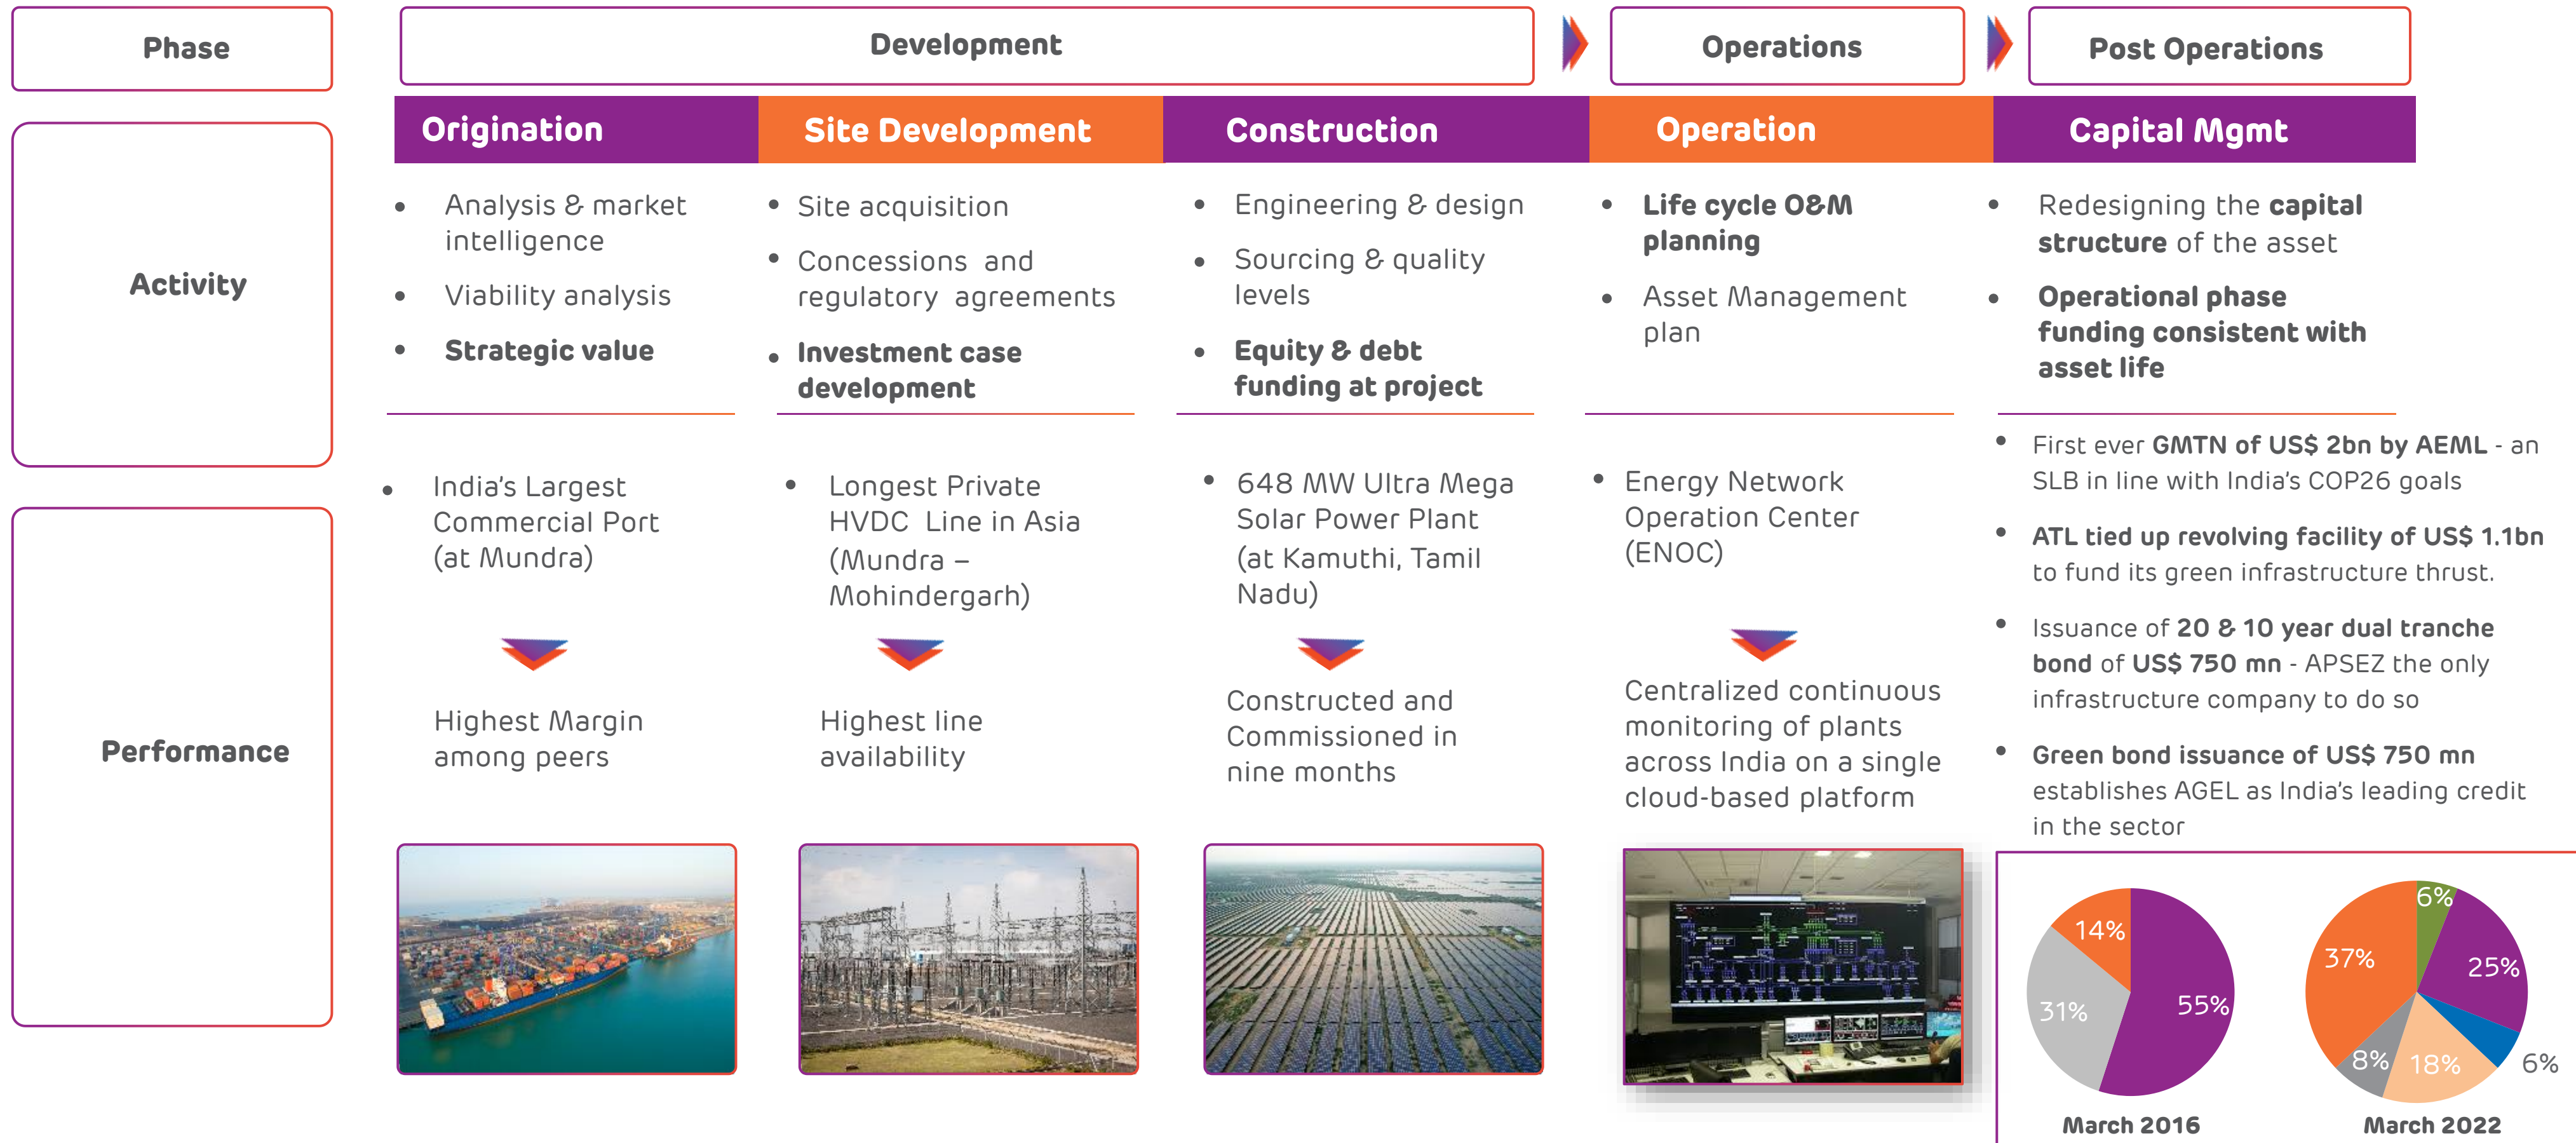 Phase
Development
Operations
Post Operations
Activity
Origination
Site Development
Construction
Operation
Capital Mgmt
• Analysis & market
intelligence
• Viability analysis
• Strategic value
• Site acquisition
• Concessions and
regulatory agreements
• Investment case
development
• Engineering & design
• Sourcing & quality
levels
• Equity & debt
funding at project
• Life cycle O&M
planning
• Asset Management
plan
• Redesigning the capital
structure of the asset
• Operational phase
funding consistent with
asset life
Performance
• India’s Largest
Commercial Port
(at Mundra)
Highest Margin
among peers
• Longest Private
HVDC Line in Asia
(Mundra –
Mohindergarh)
Highest line
availability
• 648 MW Ultra Mega
Solar Power Plant
(at Kamuthi, Tamil
Nadu)
Constructed and
Commissioned in
nine months
• Energy Network
Operation Center
(ENOC)
Centralized continuous
monitoring of plants
across India on a single
cloud-based platform
• First ever GMTN of US$ 2bn by AEML - an
SLB in line with India’s COP26 goals
• ATL tied up revolving facility of US$ 1.1bn
to fund its green infrastructure thrust.
• Issuance of 20 & 10 year dual tranche
bond of US$ 750 mn - APSEZ the only
infrastructure company to do so
• Green bond issuance of US$ 750 mn
establishes AGEL as India’s leading credit
in the sector
14%
31%
55%
March 2016
6%
37%
25%
8%
18%
6%
March 2022